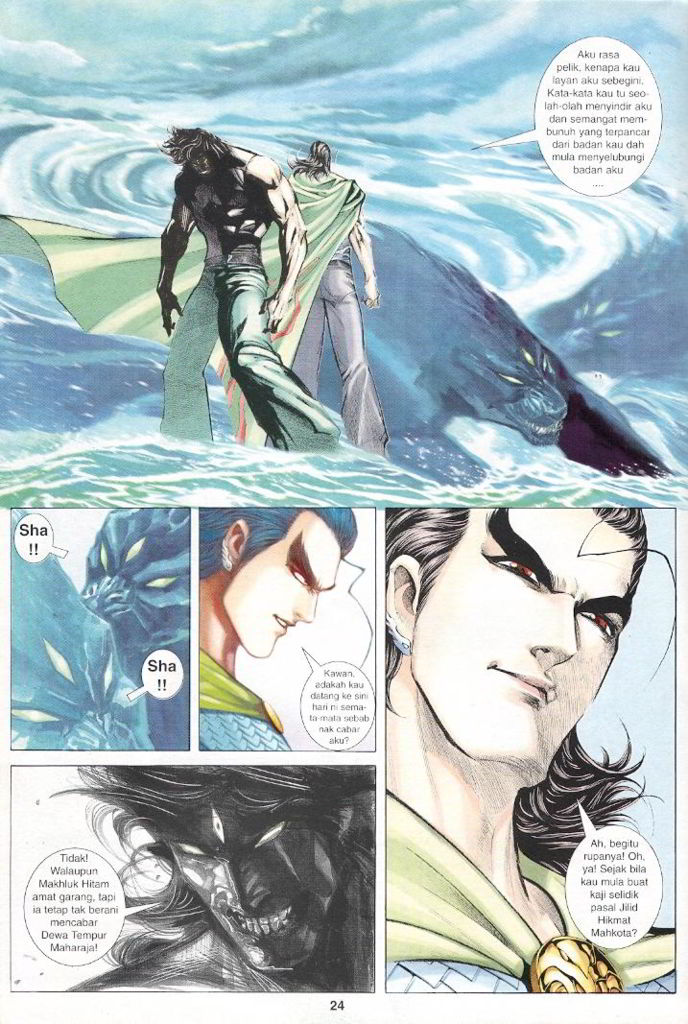 Aku rasa
pelik, kenapa kau
layan aku sebegini.
Kata-kata kau tu seo-
lah-olah menyindir aku
dan semangat mem-
bunuh yang terpancar
dari badan kau dah
mula menyelubungi
badan aku
....
Sha
!!
Sha
!!
Kawan,
adakah kau
datang ke sini
hari ni sema-
ta-mata sebab
nak cabar
aku?
Tidak!
Walaupun
Makhluk Hitam
amat garang, tapi
ia tetap tak berani
mencabar
Dewa Tempur
Maharaja!
Ah, begitu
rupanya! Oh,
ya! Sejak bila
kau mula buat
kaji selidik
pasal Jilid
Hikmat
Mahkota?
24